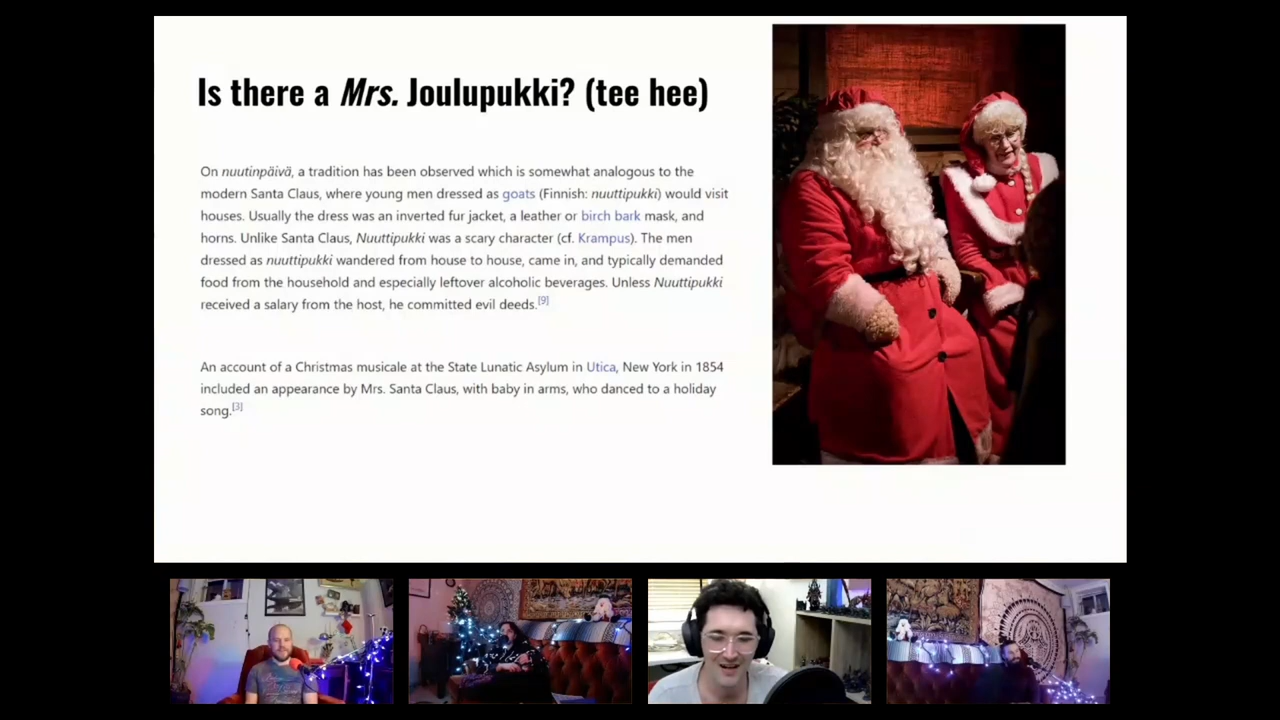 Is there a Mrs. Joulupukki? (tee hee)
On nuutinpäivä, a tradition has been observed which is somewhat analogous to the
modern Santa Claus, where young men dressed as goats (Finnish: nuuttipukki) would visit
houses. Usually the dress was an inverted fur jacket, a leather or birch bark mask, and
horns. Unlike Santa Claus, Nuuttipukki was a scary character (cf. Krampus). The men
dressed as nuuttipukki wandered from house to house, came in, and typically demanded
food from the household and especially leftover alcoholic beverages. Unless Nuuttipukki
received a salary from the host, he committed evil deeds.[9]
An account of a Christmas musicale at the State Lunatic Asylum in Utica, New York in 1854
included an appearance by Mrs. Santa Claus, with baby in arms, who danced to a holiday
song.[3]